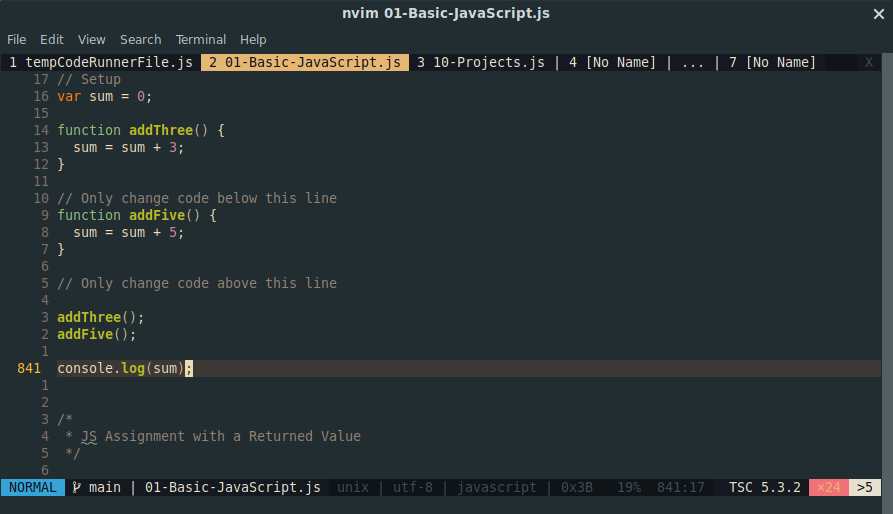 nvim 01-Basic-JavaScript.js ×
File Edit View Search Terminal Help
1 tempCodeRunnerFile.js 2 01-Basic-JavaScript.js 3 10-Projects.js | 4 [No Name] | ... | 7 [No Name] X
17 // Setup
16 var sum = 0;
15
14 function addThree() {
13 sum = sum + 3;
12 }
11
10 // Only change code below this line
9 function addFive() {
8 sum = sum + 5;
7 }
6
5 // Only change code above this line
4
3 addThree();
2 addFive();
1
841 console.log(sum);
1
2
3 /*
4 * JS Assignment with a Returned Value
5 */
6
NORMAL main | 01-Basic-JavaScript.js unix | utf-8 | javascript | 0x3B 19% 841:17 TSC 5.3.2 ×24 >5